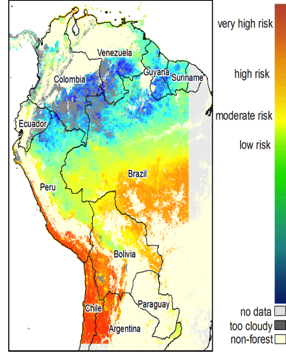 very high risk
Venezuela
Guyana
Colombia
Suriname
high risk
moderate risk
Ecuador
low risk
Brazil
Peru
Bolivia
Paraguay
Chile
Argentina
no data
too cloudy
non-forest